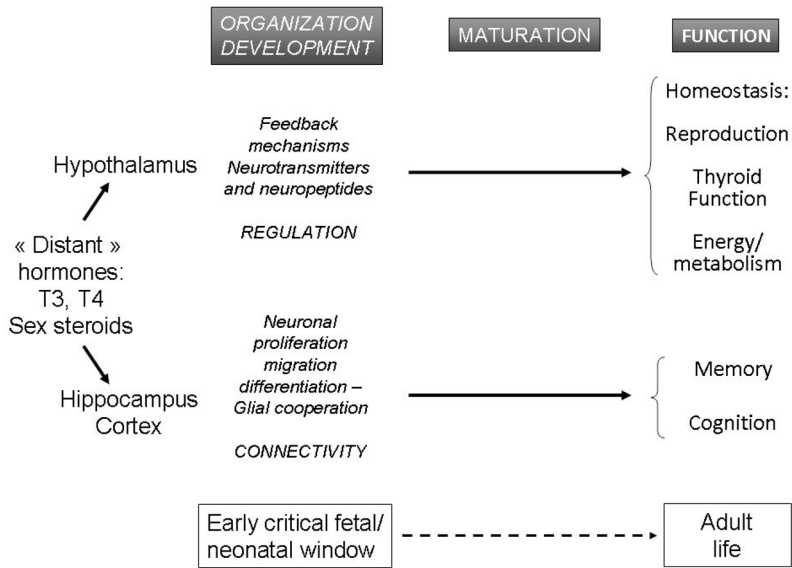 ORGANIZATION
DEVELOPMENT
MATURATION
FUNCTION
Hypothalamus
« Distant »
hormones:
T3, T4
Sex steroids
Hippocampus
Cortex
Feedback
mechanisms
Neurotransmitters
and neuropeptides
REGULATION
Neuronal
proliferation
migration
differentiation –
Glial cooperation
CONNECTIVITY
Homeostasis:
Reproduction
Thyroid
Function
Energy/
metabolism
Memory
Cognition
Early critical fetal/
neonatal window
Adult
life